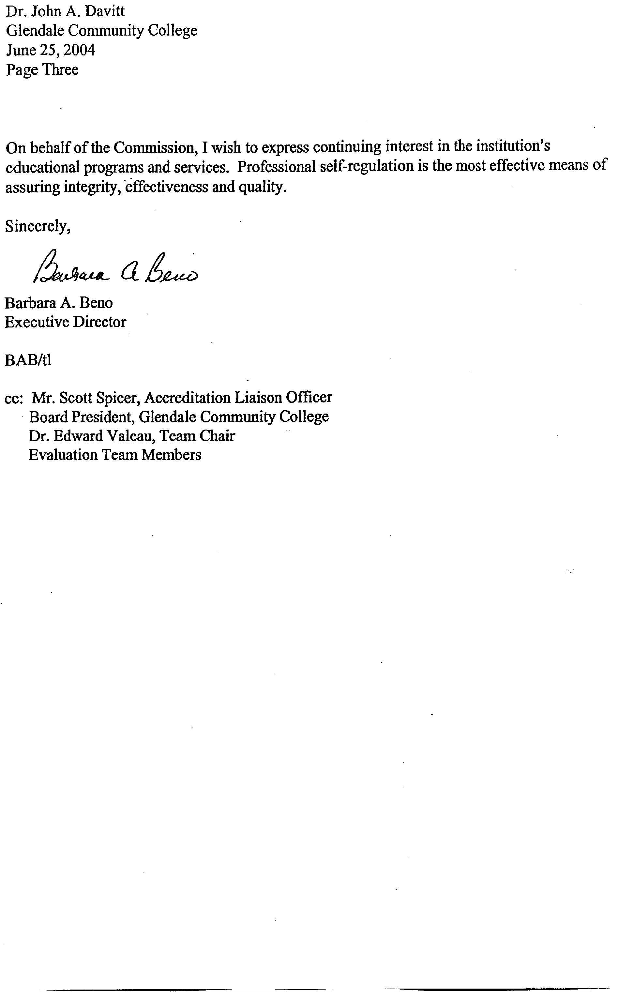 Dr. John A. Davitt
Glendale Community College
June 25, 2004
Page Three
On behalf of the Commission, I wish to express continuing interest in the institution's
educational programs and services. Professional self-regulation is the most effective means of
assuring integrity, effectiveness and quality.
Sincerely,
Barbara A Beno
Barbara A. Beno
Executive Director
BAB/tl
cc: Mr. Scott Spicer, Accreditation Liaison Officer
Board President, Glendale Community College
Dr. Edward Valeau, Team Chair
Evaluation Team Members